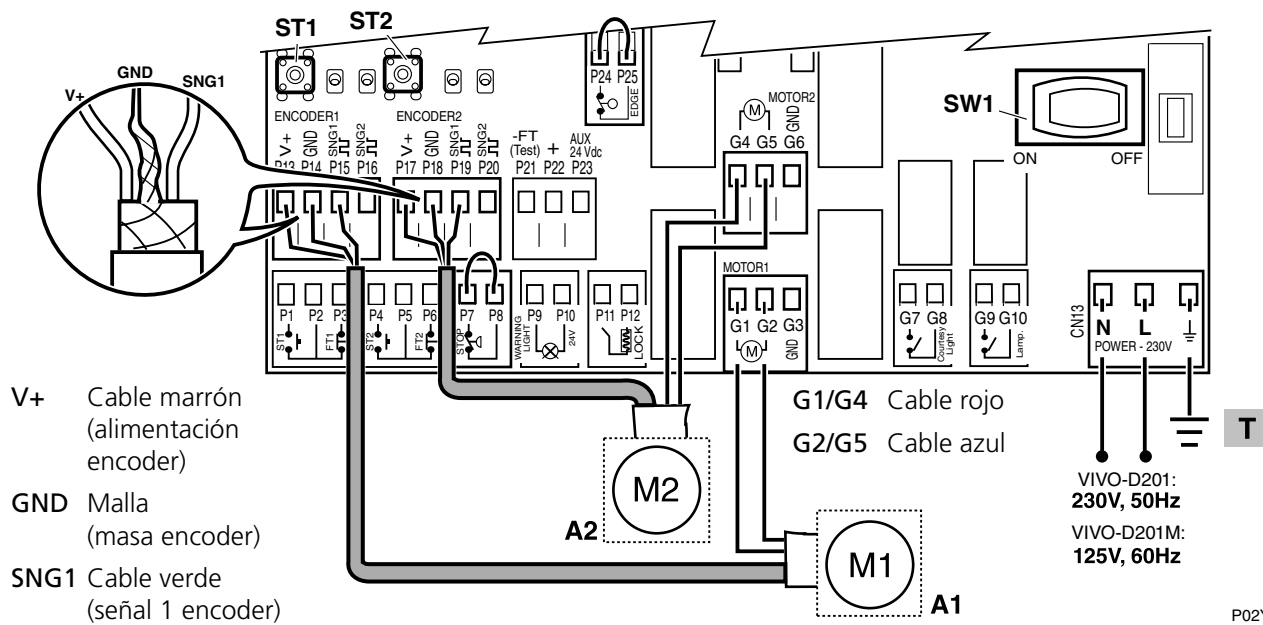 ST1
ST2
GND
V+
SNG1
ENCODER1
ENCODER2
V+ GND SNG1 SNG2
V+ GND SNG1 SNG2
P13 P14 P15 P16
P17 P18 P19 P20
-FT (Test) + AUX 24 Vdc
P21 P22 P23
P24 P25
EDGE
MOTOR2
M
GND
G4 G5 G6
SW1
ON OFF
MOTOR1
P1 P2 P3 P4 P5 P6 P7 P8 P9 P10 P11 P12
ST1 FT1 ST2 FT2 STOP WARNING LIGHT 24V LOCK
G1 G2 G3
M
GND
G7 G8
Courtesy Light
G9 G10
Lamp.
CN13
N L
POWER - 230V
V+ Cable marrón
(alimentación
encoder)
GND Malla
(masa encoder)
SNG1 Cable verde
(señal 1 encoder)
G1/G4 Cable rojo
G2/G5 Cable azul
M2
A2
M1
A1
T
VIVO-D201:
230V, 50Hz
VIVO-D201M:
125V, 60Hz